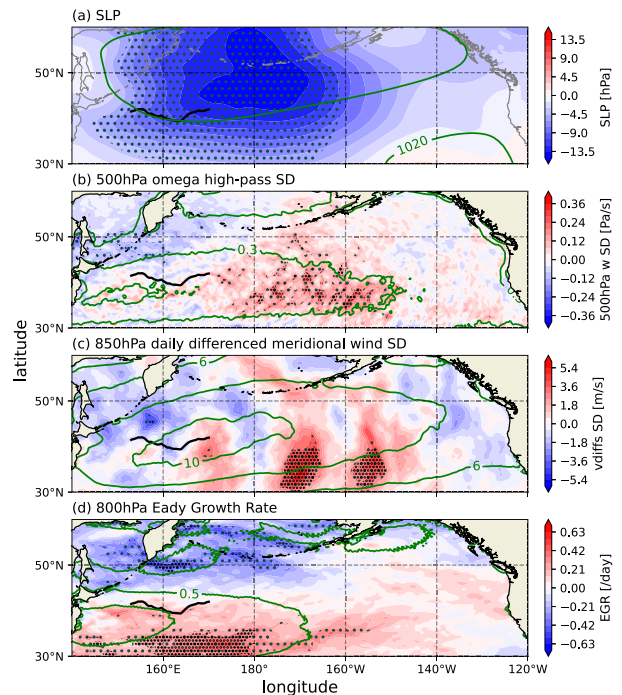 (a) SLP
50°N
30°N
1020
13.5
9.0
4.5
0.0
−4.5
−9.0
−13.5
SLP [hPa]
(b) 500hPa omega high-pass SD
50°N
30°N
0.3
0.36
0.24
0.12
0.00
−0.12
−0.24
−0.36
500hPa w SD [Pa/s]
(c) 850hPa daily differenced meridional wind SD
50°N
30°N
6
10
6
5.4
3.6
1.8
0.0
−1.8
−3.6
−5.4
vdiffs SD [m/s]
(d) 800hPa Eady Growth Rate
50°N
30°N
0.5
0.63
0.42
0.21
0.00
−0.21
−0.42
−0.63
EGR [/day]
160°E
180°
160°W
140°W
120°W
longitude
latitude